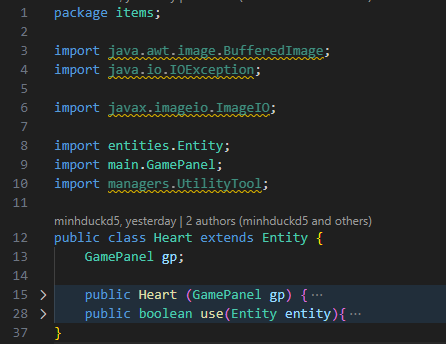 1 package items;
2
3 import java.awt.image.BufferedImage;
4 import java.io.IOException;
5
6 import javax.imageio.ImageIO;
7
8 import entities.Entity;
9 import main.GamePanel;
10 import managers.UtilityTool;
11
minhduckd5, yesterday | 2 authors (minhduckd5 and others)
12 public class Heart extends Entity {
13     GamePanel gp;
14
15 >     public Heart (GamePanel gp) { ···
28 >     public boolean use(Entity entity){ ···
37 }